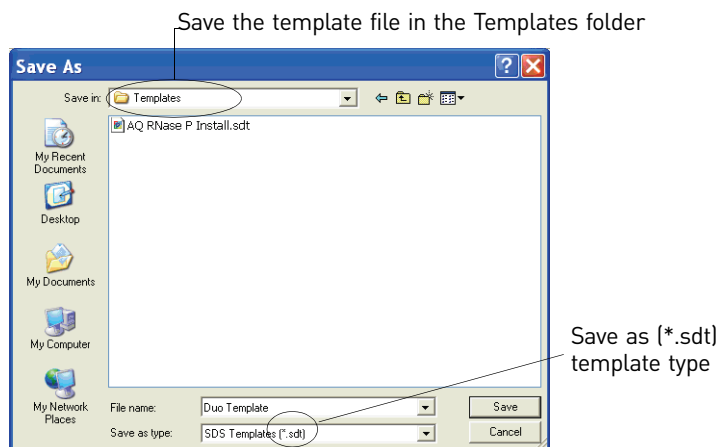 Save the template file in the Templates folder
Save As
Save in:
Templates
AQ RNase P Install.sdt
My Recent
Documents
Desktop
My Documents
My Computer
My Network
Places
File name:
Duo Template
Save
Save as type:
SDS Templates (*.sdt)
Cancel
Save as (*.sdt)
template type